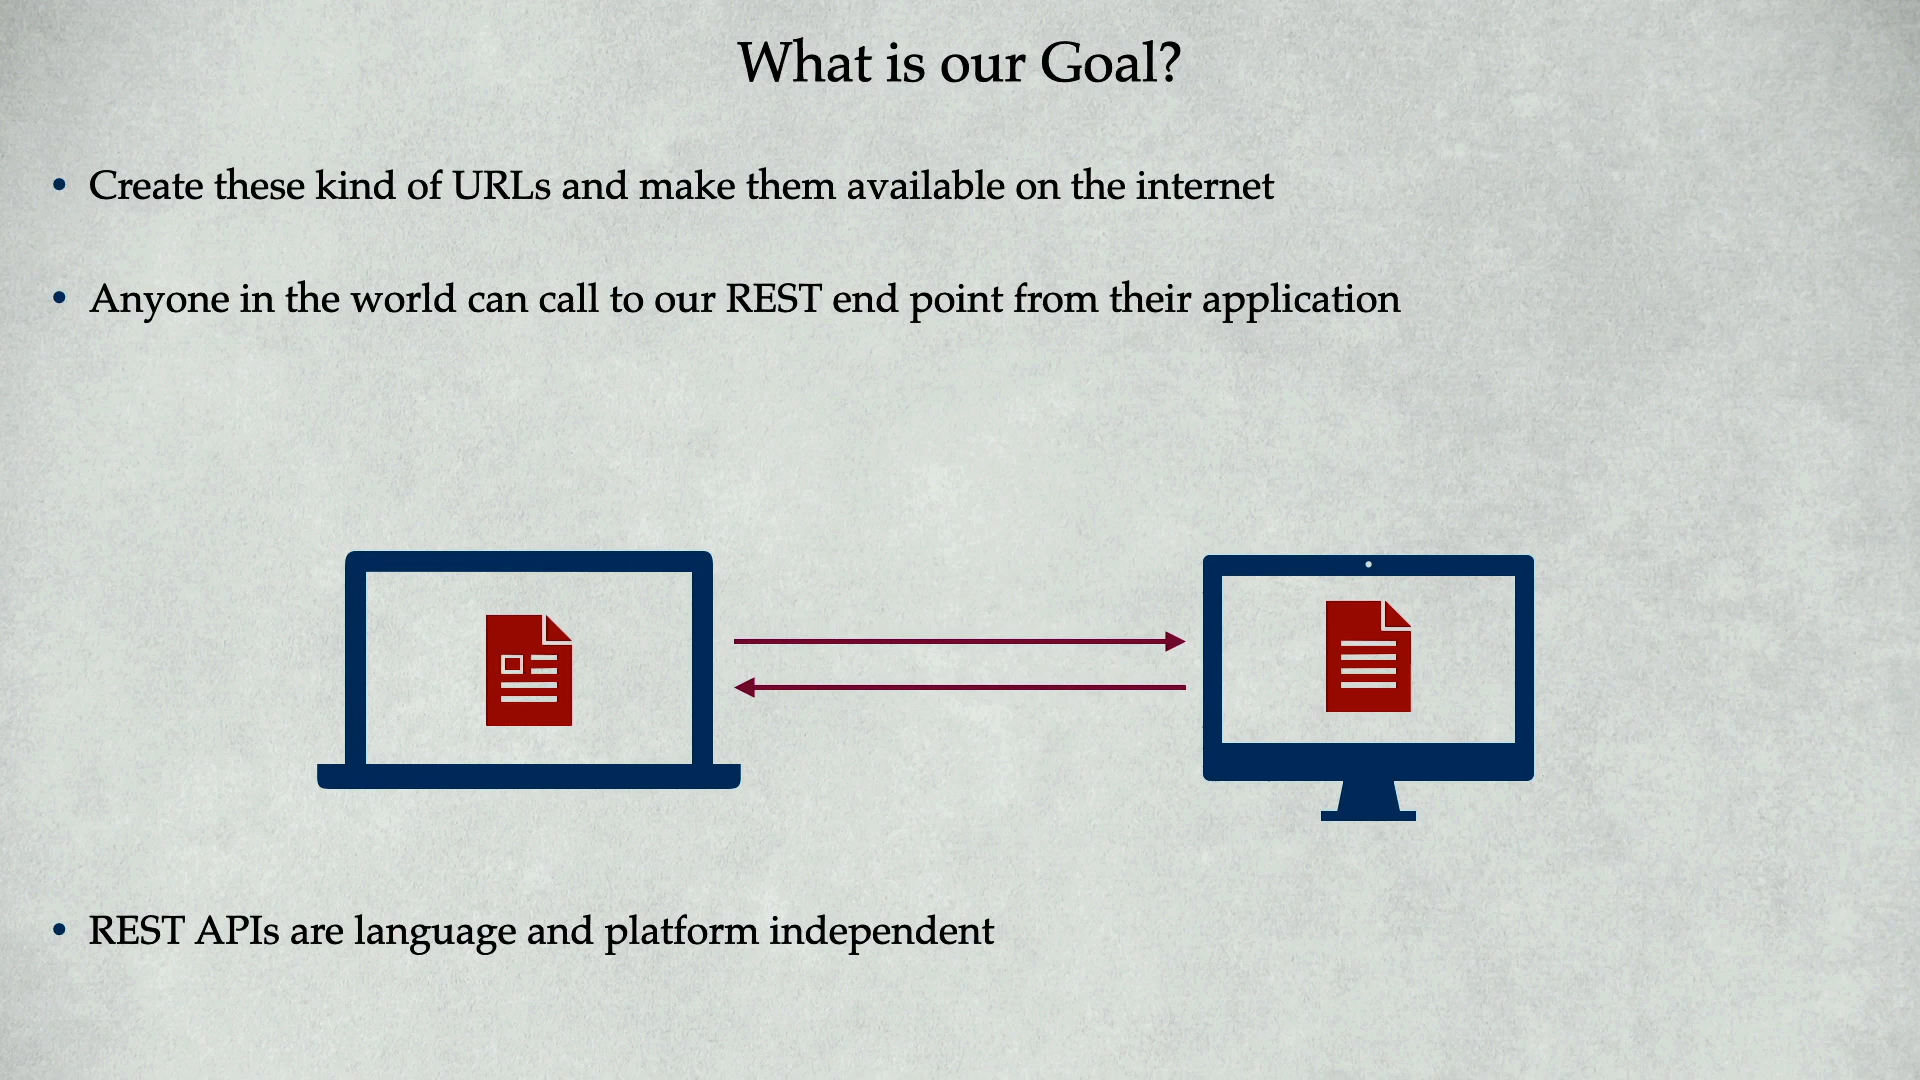 What is our Goal?
• Create these kind of URLs and make them available on the internet
• Anyone in the world can call to our REST end point from their application
• REST APIs are language and platform independent